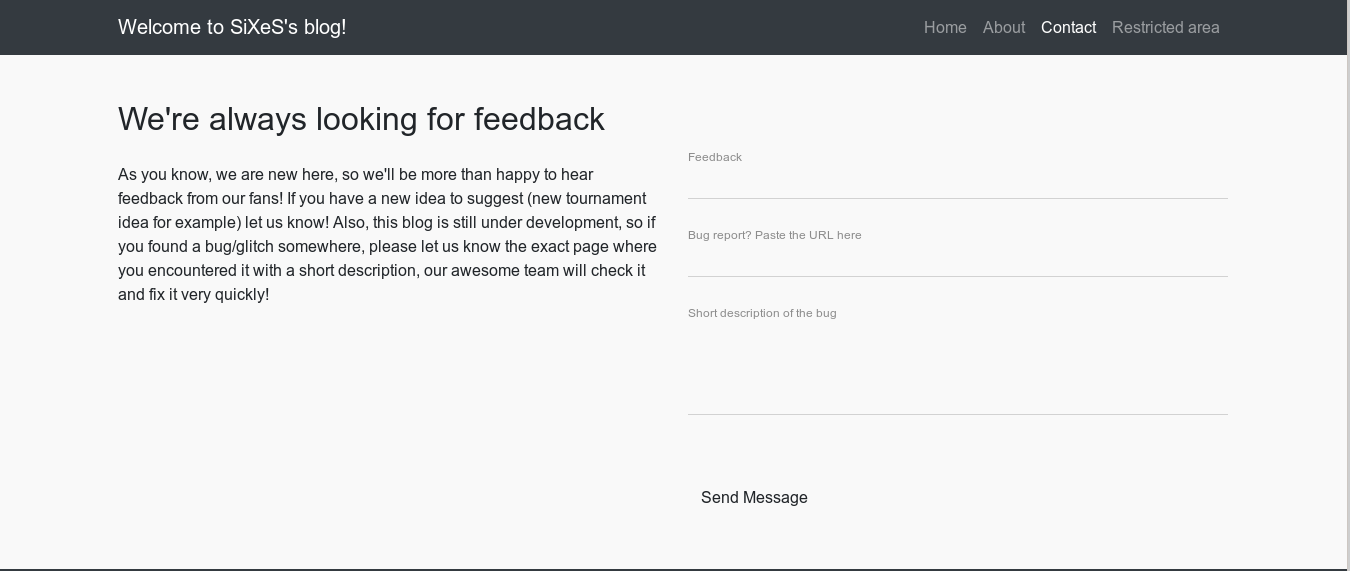 Welcome to SiXeS's blog!
Home About Contact Restricted area
We're always looking for feedback
As you know, we are new here, so we'll be more than happy to hear
feedback from our fans! If you have a new idea to suggest (new tournament
idea for example) let us know! Also, this blog is still under development, so if
you found a bug/glitch somewhere, please let us know the exact page where
you encountered it with a short description, our awesome team will check it
and fix it very quickly!
Feedback
Bug report? Paste the URL here
Short description of the bug
Send Message